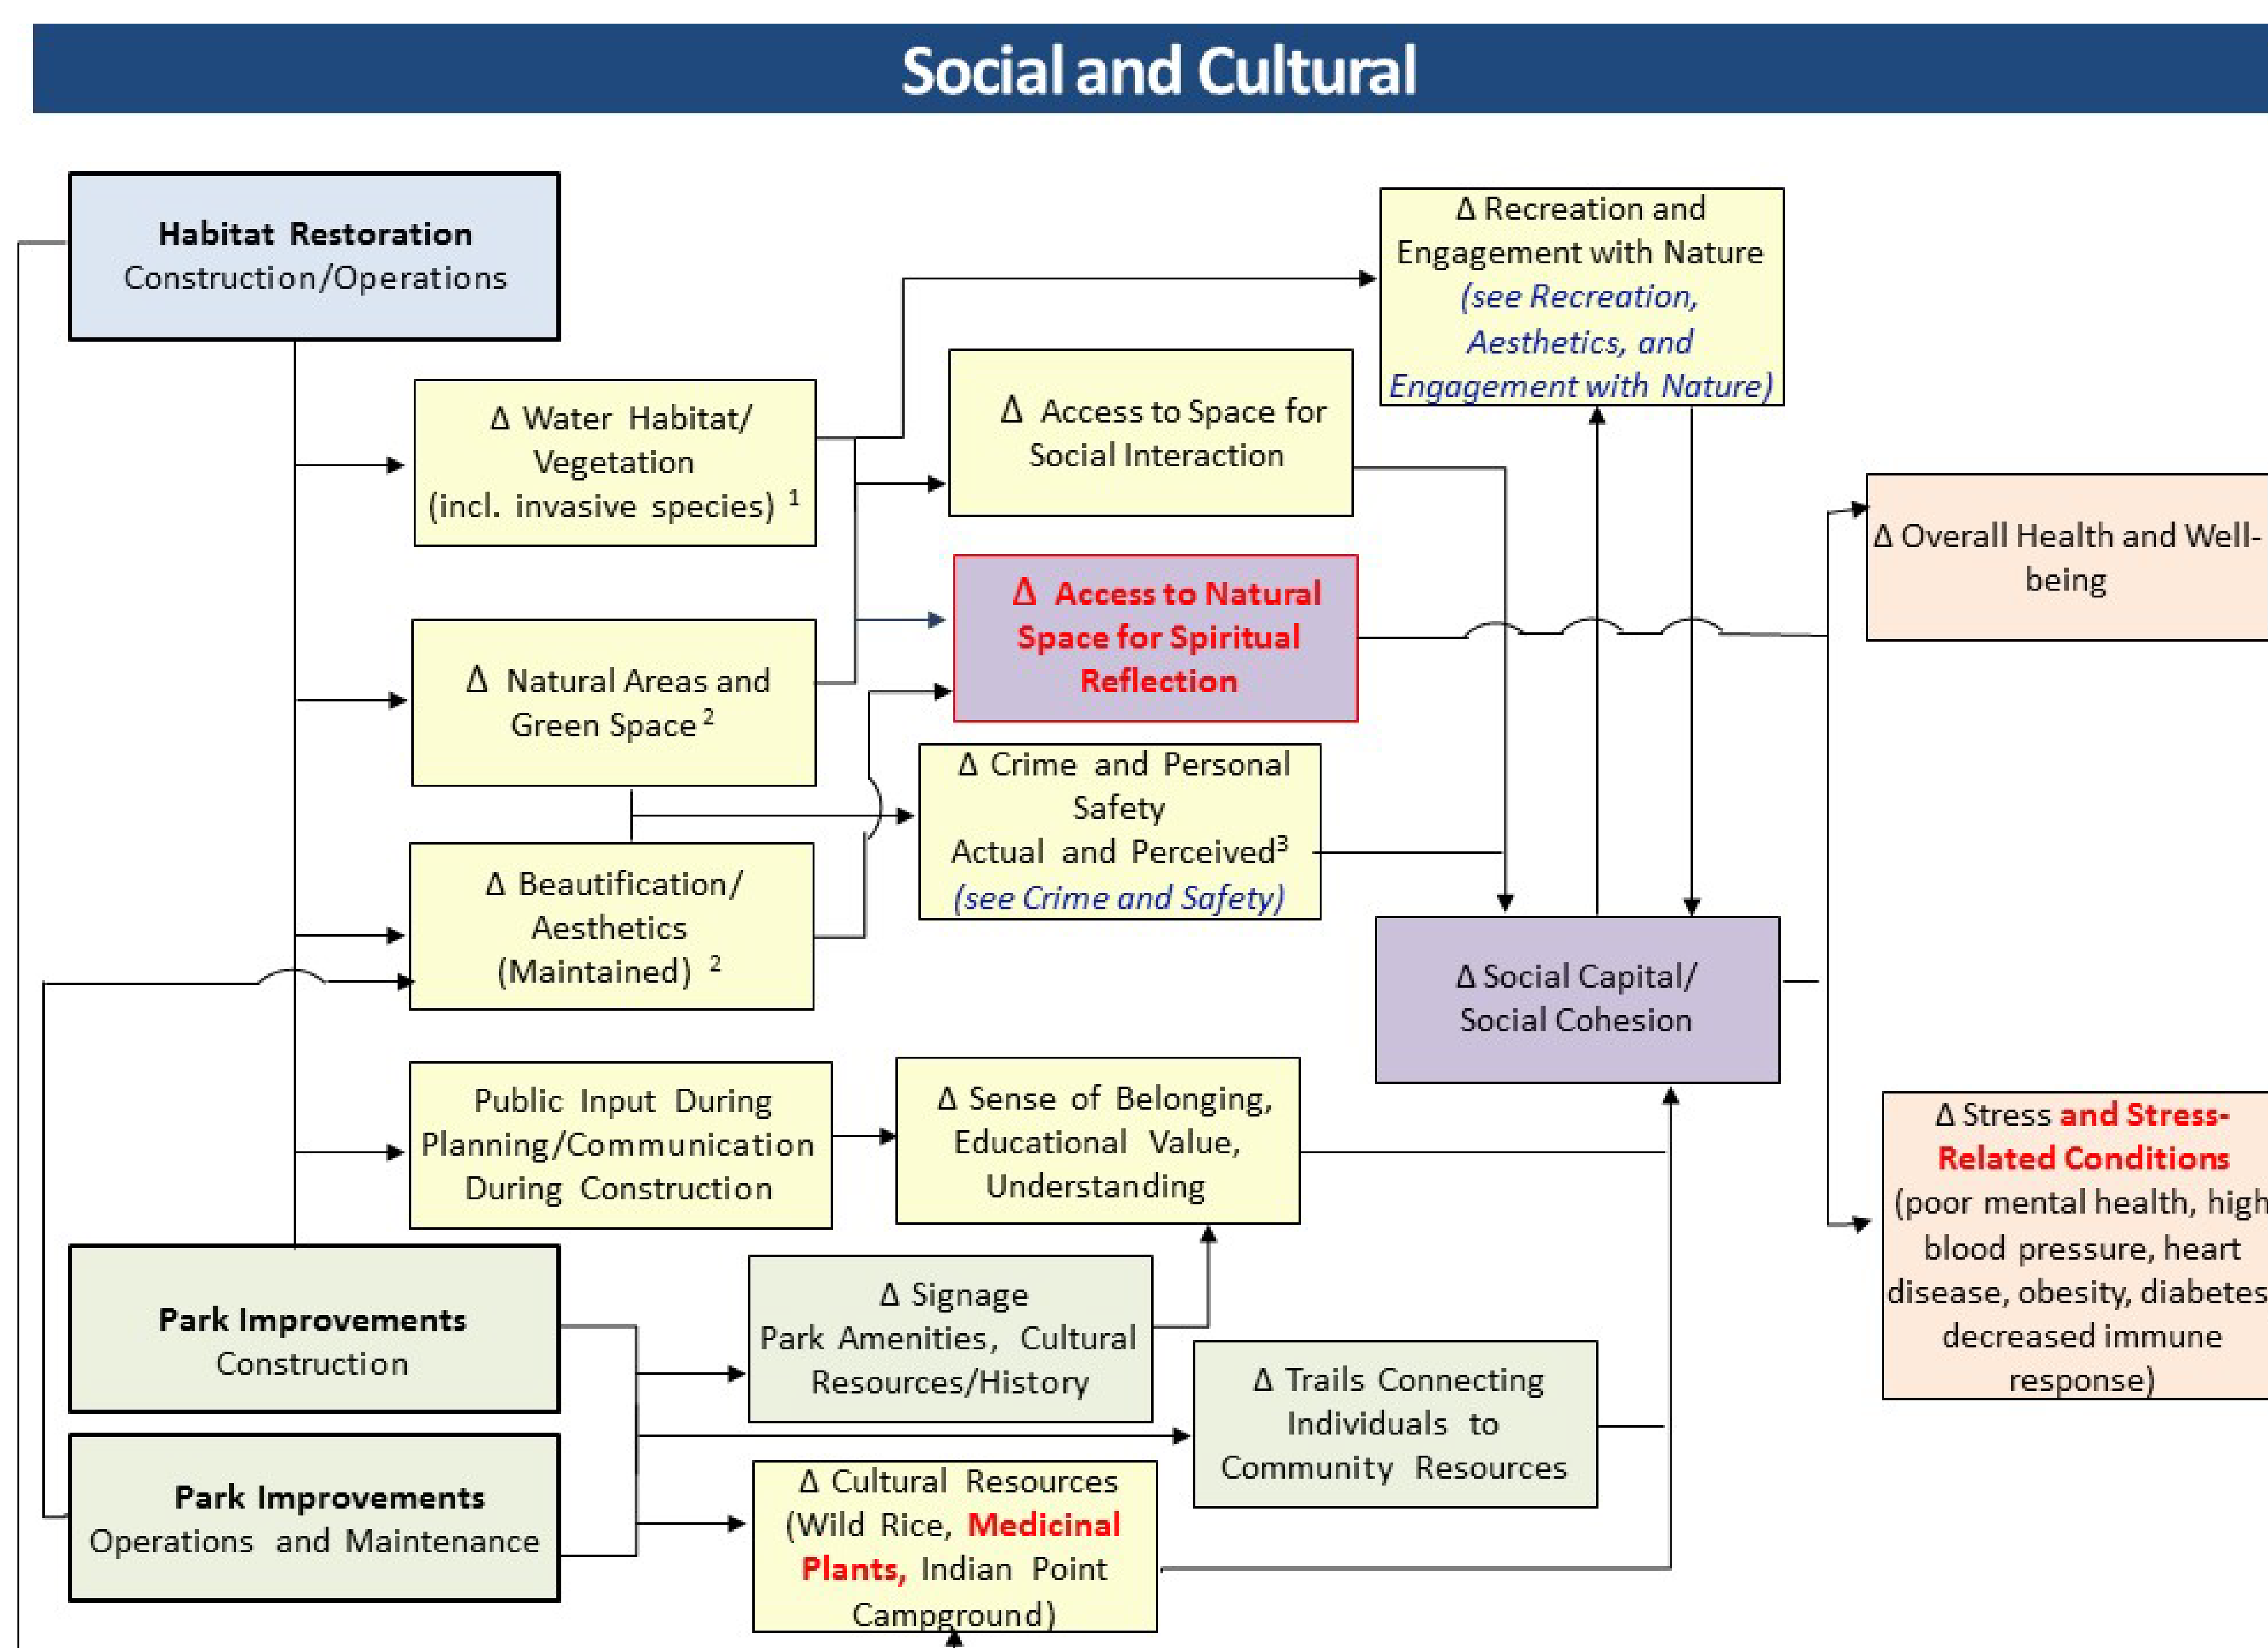 Social and Cultural
Habitat Restoration
Construction/Operations
Δ Recreation and
Engagement with Nature
(see Recreation,
Aesthetics, and
Engagement with Nature)
Δ Water Habitat/
Vegetation
(incl. invasive species) 1
Δ Access to Space for
Social Interaction
Δ Overall Health and Well-
being
Δ Access to Natural
Space for Spiritual
Reflection
Δ Natural Areas and
Green Space 2
Δ Crime and Personal
Safety
Actual and Perceived3
(see Crime and Safety)
Δ Beautification/
Aesthetics
(Maintained) 2
Δ Social Capital/
Social Cohesion
Public Input During
Planning/Communication
During Construction
Δ Sense of Belonging,
Educational Value,
Understanding
Δ Stress and Stress-
Related Conditions
(poor mental health, high
blood pressure, heart
disease, obesity, diabetes
decreased immune
response)
Park Improvements
Construction
Δ Signage
Park Amenities, Cultural
Resources/History
Δ Trails Connecting
Individuals to
Community Resources
Park Improvements
Operations and Maintenance
Δ Cultural Resources
(Wild Rice, Medicinal
Plants, Indian Point
Campground)